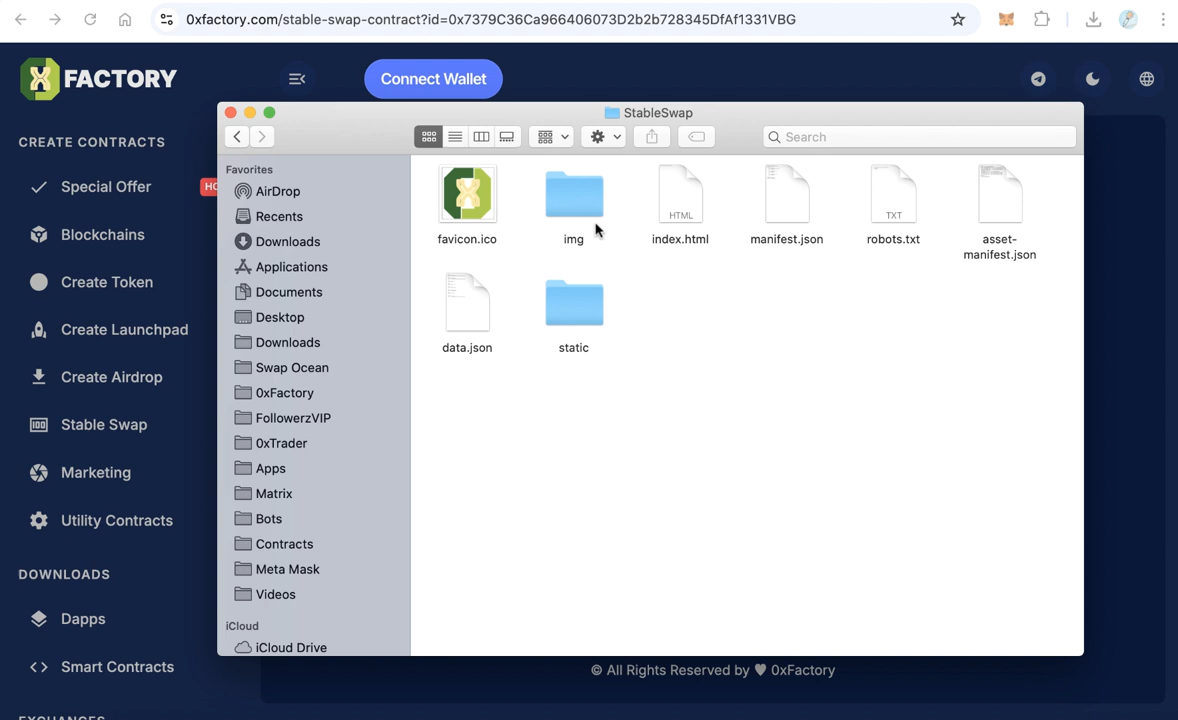 0xfactory.com/stable-swap-contract?id=0x7379C36Ca966406073D2b2b728345DfAf1331VBG
FACTORY
Connect Wallet
CREATE CONTRACTS
Special Offer
Blockchains
Create Token
Create Launchpad
Create Airdrop
Stable Swap
Marketing
Utility Contracts
DOWNLOADS
Dapps
Smart Contracts
StableSwap
Search
Favorites
AirDrop
Recents
Downloads
Applications
Documents
Desktop
Downloads
Swap Ocean
0xFactory
FollowerzVIP
0xTrader
Apps
Matrix
Bots
Contracts
Meta Mask
Videos
iCloud
iCloud Drive
favicon.ico
img
HTML
index.html
manifest.json
TXT
robots.txt
asset-
manifest.json
data.json
static
© All Rights Reserved by ♥ 0xFactory